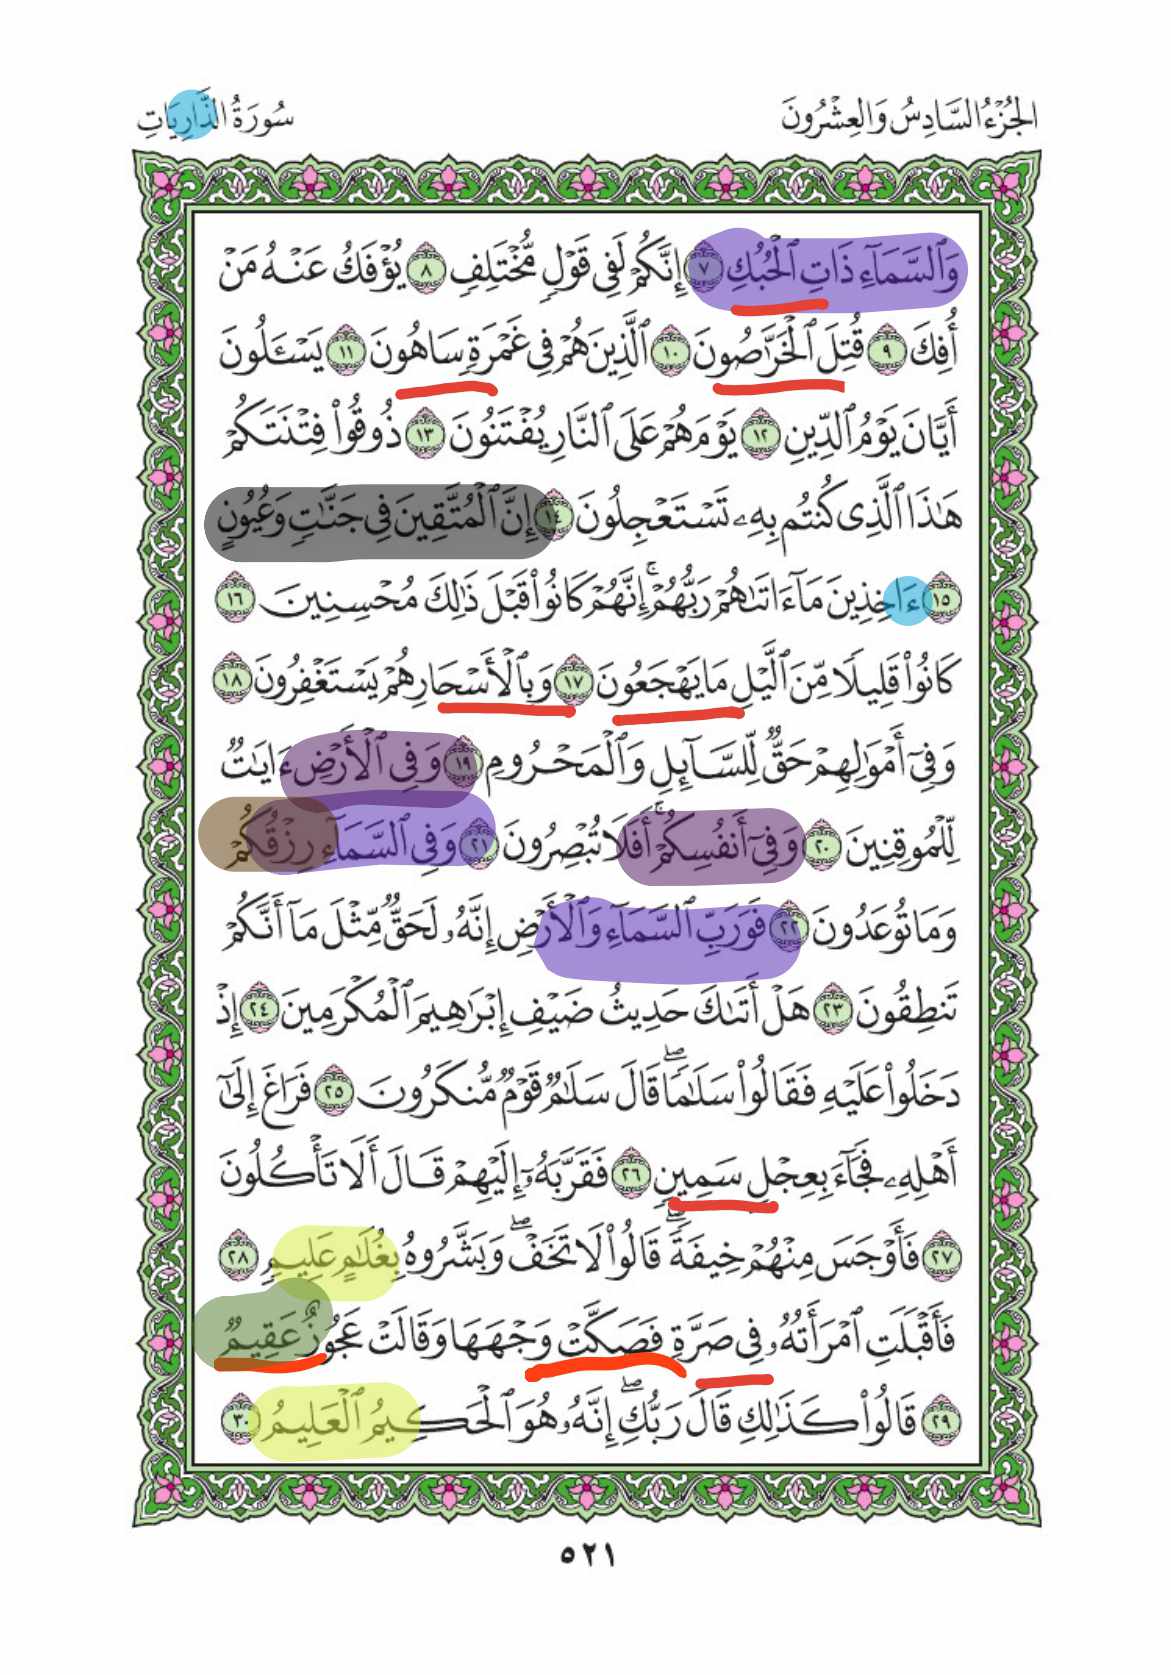 الجُزْءُ السَّادِسُ وَالعِشْرُونَ
سُورَةُ الذَّارِيَاتِ
وَٱلسَّمَآءِ ذَاتِ ٱلْحُبُكِ ٧ إِنَّكُمْ لَفِى قَوْلٍ مُّخْتَلِفٍ ٨ يُؤْفَكُ عَنْهُ مَنْ
أُفِكَ ٩ قُتِلَ ٱلْخَرَّٰصُونَ ١٠ ٱلَّذِينَ هُمْ فِى غَمْرَةٍ سَاهُونَ ١١ يَسْـَٔلُونَ
أَيَّانَ يَوْمُ ٱلدِّينِ ١٢ يَوْمَ هُمْ عَلَى ٱلنَّارِ يُفْتَنُونَ ١٣ ذُوقُوا۟ فِتْنَتَكُمْ
هَٰذَا ٱلَّذِى كُنتُم بِهِۦ تَسْتَعْجِلُونَ ١٤ إِنَّ ٱلْمُتَّقِينَ فِى جَنَّٰتٍ وَعُيُونٍ
١٥ ءَاخِذِينَ مَآ ءَاتَىٰهُمْ رَبُّهُمْ ۚ إِنَّهُمْ كَانُوا۟ قَبْلَ ذَٰلِكَ مُحْسِنِينَ ١٦
كَانُوا۟ قَلِيلًا مِّنَ ٱلَّيْلِ مَا يَهْجَعُونَ ١٧ وَبِٱلْأَسْحَارِ هُمْ يَسْتَغْفِرُونَ ١٨
وَفِىٓ أَمْوَٰلِهِمْ حَقٌّ لِّلسَّآئِلِ وَٱلْمَحْرُومِ ١٩ وَفِى ٱلْأَرْضِ ءَايَٰتٌ
لِّلْمُوقِنِينَ ٢٠ وَفِىٓ أَنفُسِكُمْ ۚ أَفَلَا تُبْصِرُونَ ٢١ وَفِى ٱلسَّمَآءِ رِزْقُكُمْ
وَمَا تُوعَدُونَ ٢٢ فَوَرَبِّ ٱلسَّمَآءِ وَٱلْأَرْضِ إِنَّهُۥ لَحَقٌّ مِّثْلَ مَآ أَنَّكُمْ
تَنطِقُونَ ٢٣ هَلْ أَتَىٰكَ حَدِيثُ ضَيْفِ إِبْرَٰهِيمَ ٱلْمُكْرَمِينَ ٢٤ إِذْ
دَخَلُوا۟ عَلَيْهِ فَقَالُوا۟ سَلَٰمًا ۖ قَالَ سَلَٰمٌ قَوْمٌ مُّنكَرُونَ ٢٥ فَرَاغَ إِلَىٰٓ
أَهْلِهِۦ فَجَآءَ بِعِجْلٍ سَمِينٍ ٢٦ فَقَرَّبَهُۥٓ إِلَيْهِمْ قَالَ أَلَا تَأْكُلُونَ
٢٧ فَأَوْجَسَ مِنْهُمْ خِيفَةً ۖ قَالُوا۟ لَا تَخَفْ ۖ وَبَشَّرُوهُ بِغُلَٰمٍ عَلِيمٍ ٢٨
فَأَقْبَلَتِ ٱمْرَأَتُهُۥ فِى صَرَّةٍ فَصَكَّتْ وَجْهَهَا وَقَالَتْ عَجُوزٌ عَقِيمٌ
٢٩ قَالُوا۟ كَذَٰلِكِ قَالَ رَبُّكِ ۖ إِنَّهُۥ هُوَ ٱلْحَكِيمُ ٱلْعَلِيمُ ٣٠
٥٢١